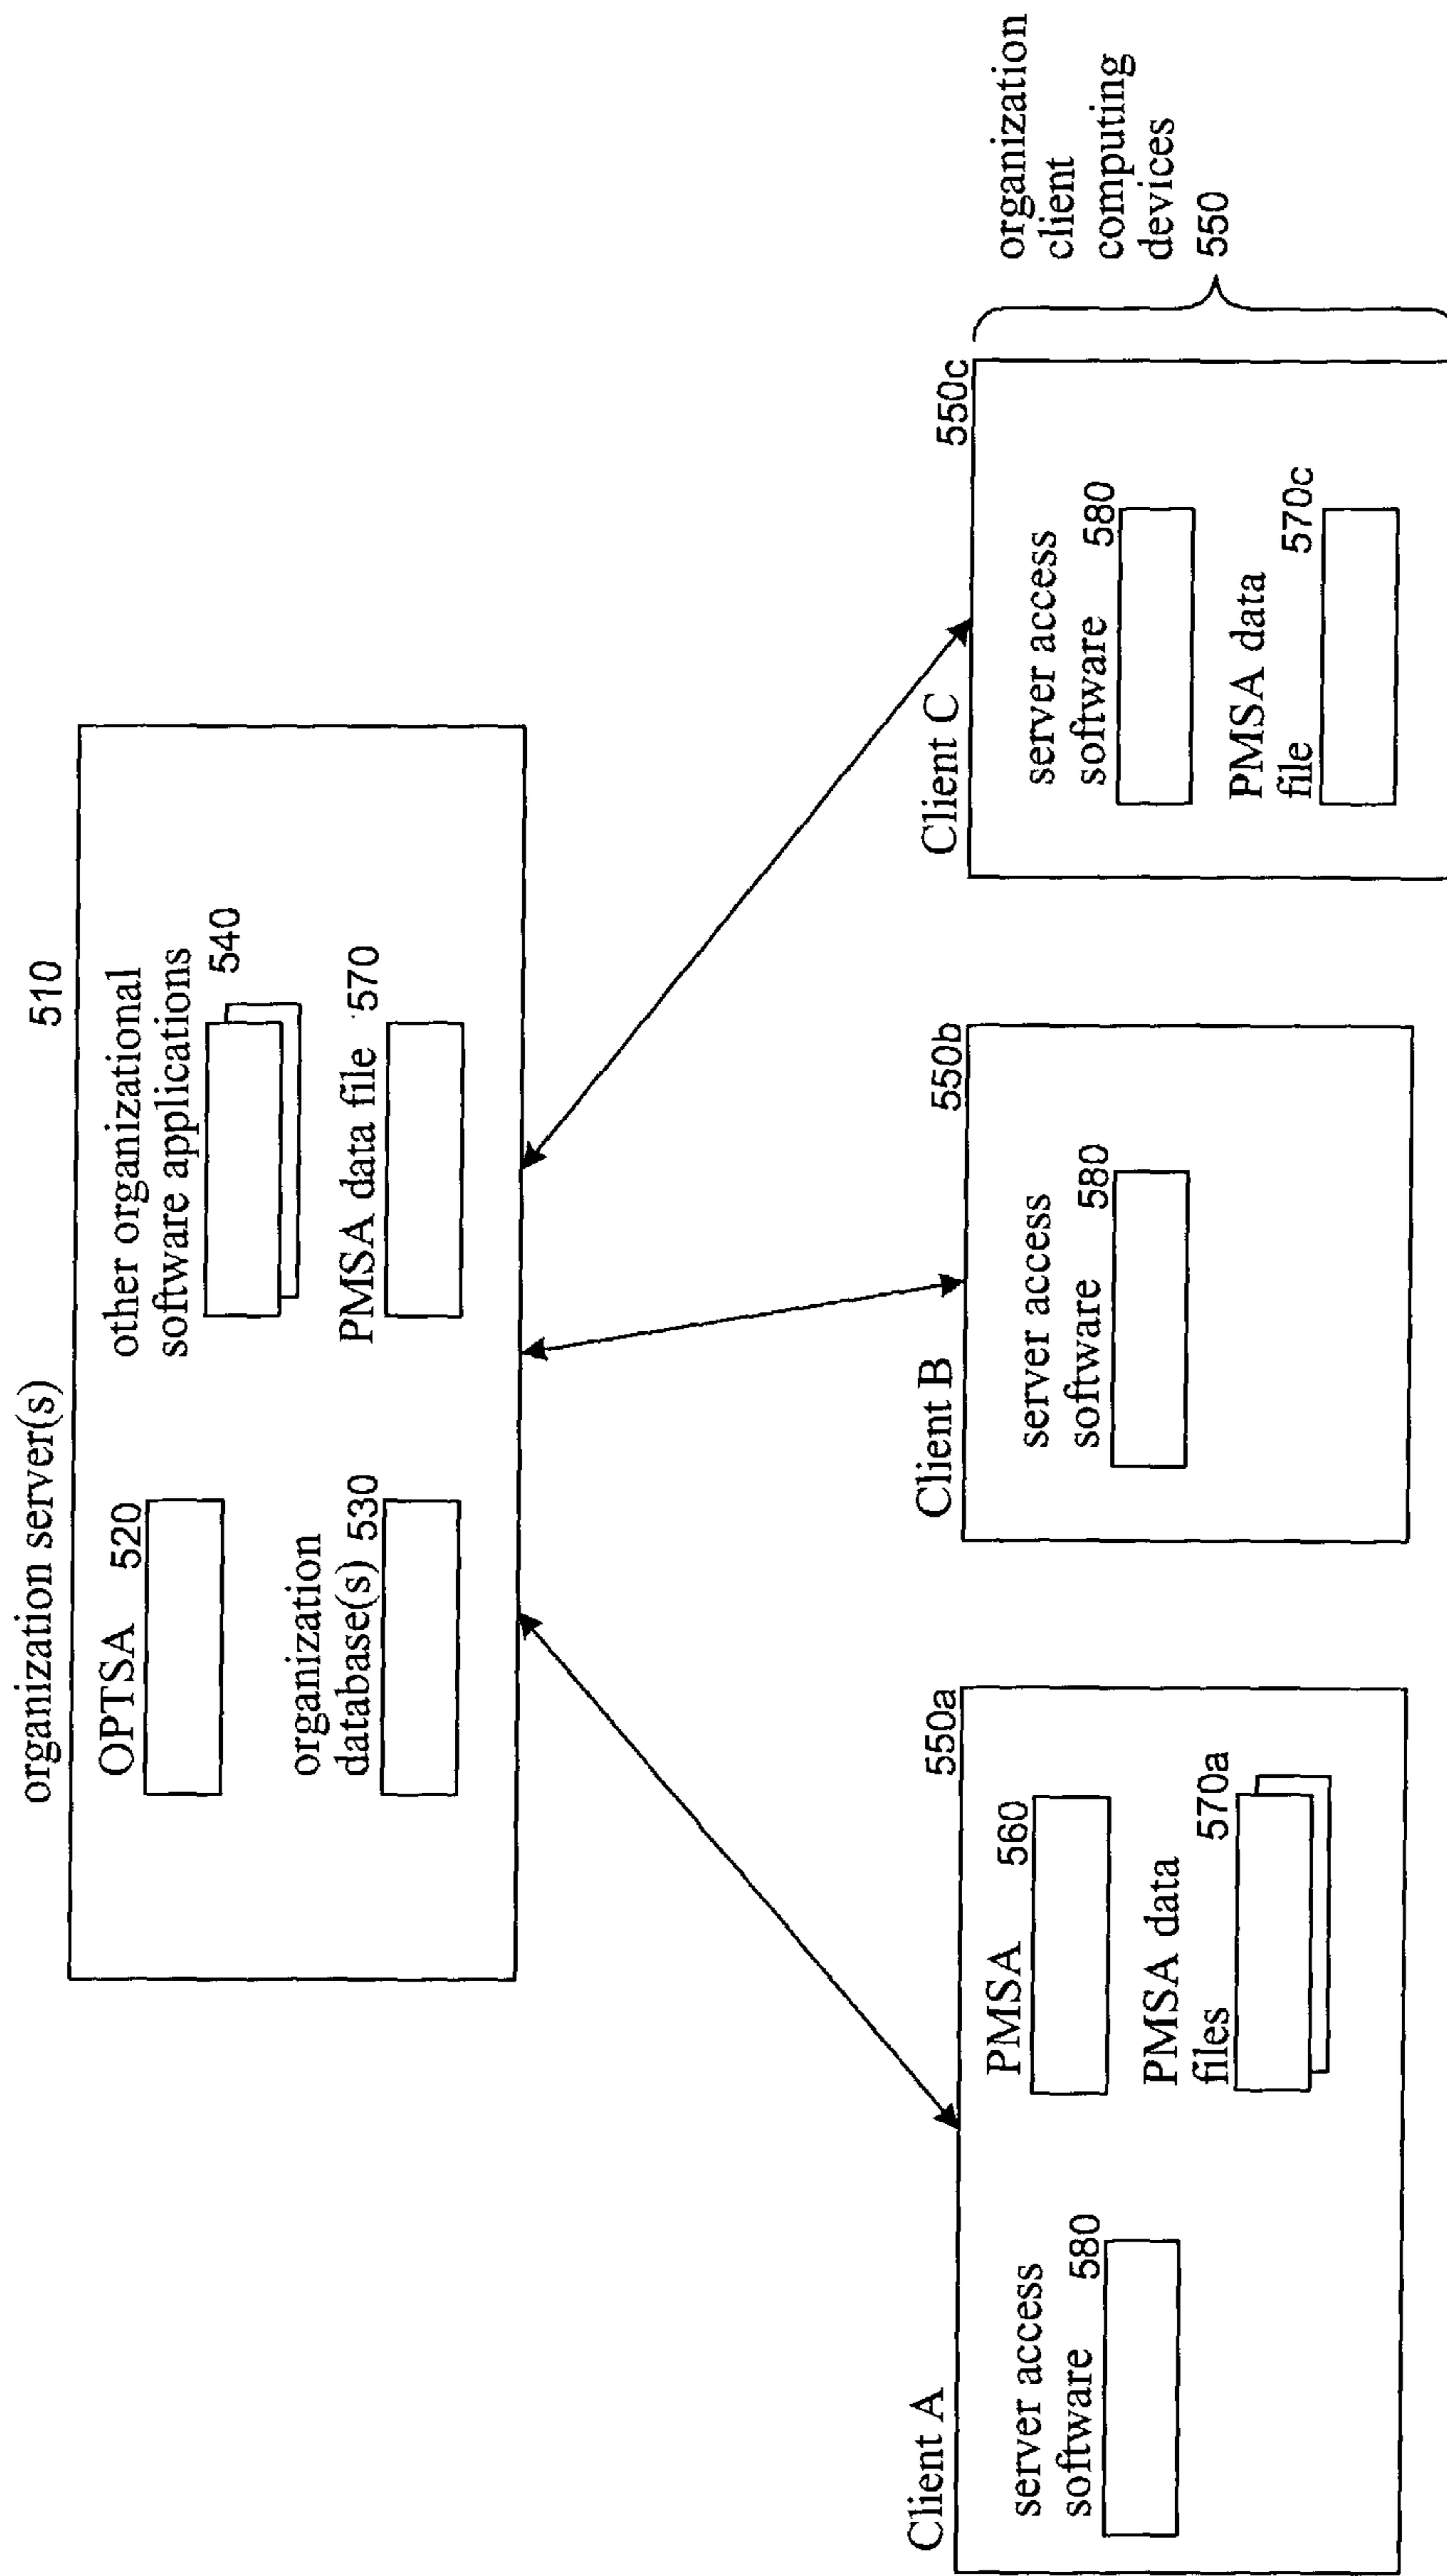 organization server(s)
510
OPTSA 520
organization
database(s) 530
other organizational
software applications
540
PMSA data file 570
Client A
550a
server access
software 580
PMSA 560
PMSA data
files 570a
Client B
550b
server access
software 580
Client C
550c
server access
software 580
PMSA data
file 570c
organization
client
computing
devices
550